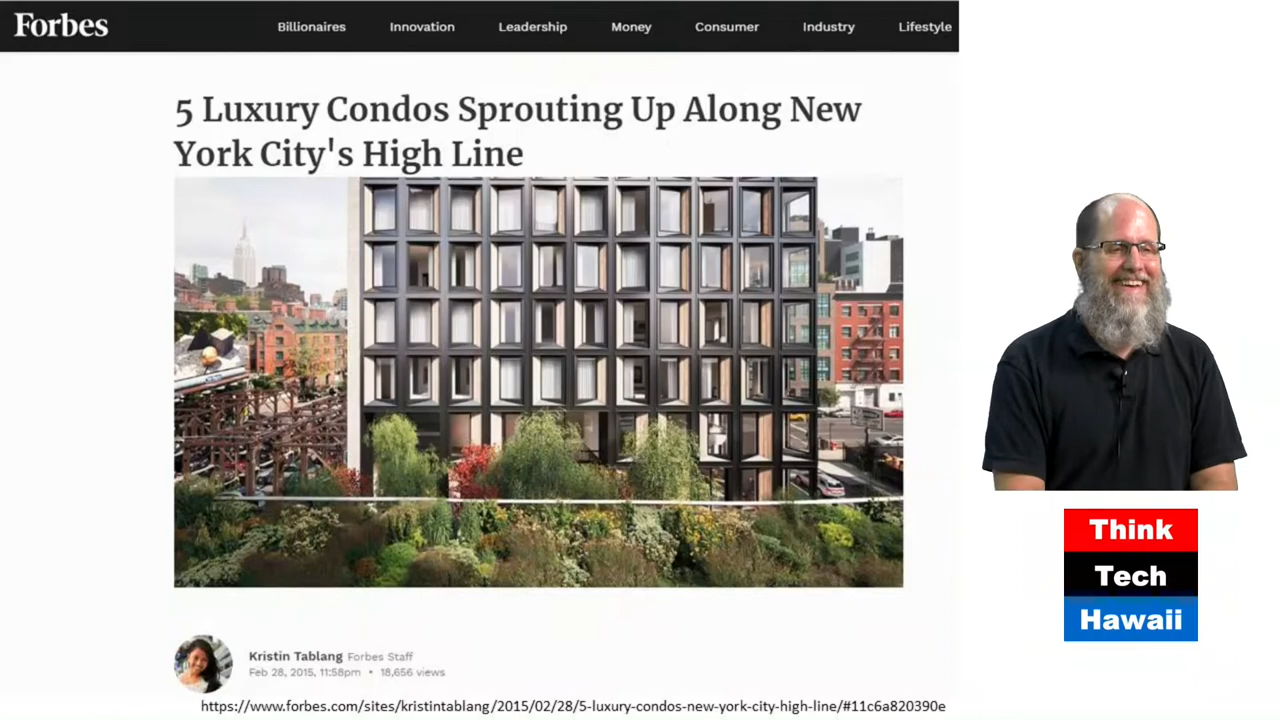 Forbes
Billionaires Innovation Leadership Money Consumer Industry Lifestyle
5 Luxury Condos Sprouting Up Along New
York City's High Line
Kristin Tablang Forbes Staff
Feb 28, 2015, 11:58pm • 18,656 views
https://www.forbes.com/sites/kristintablang/2015/02/28/5-luxury-condos-new-york-city-high-line/#11c6a820390e
Think
Tech
Hawaii